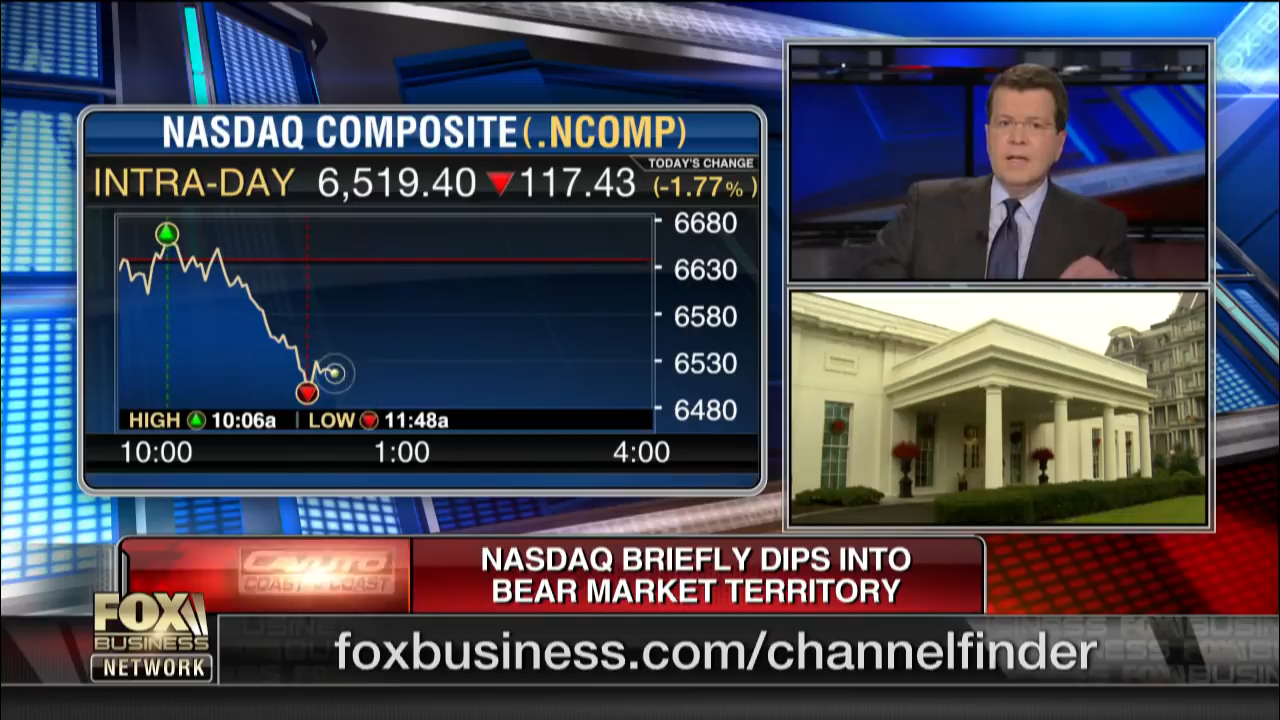 NASDAQ COMPOSITE (.NCOMP)
TODAY'S CHANGE
INTRA-DAY 6,519.40 ▼117.43 (-1.77%)
6680
6630
6580
6530
6480
HIGH ▲ 10:06a | LOW ▼ 11:48a
10:00 1:00 4:00
CAVUTO
COAST TO COAST
NASDAQ BRIEFLY DIPS INTO
BEAR MARKET TERRITORY
FOX
BUSINESS
NETWORK
foxbusiness.com/channelfinder